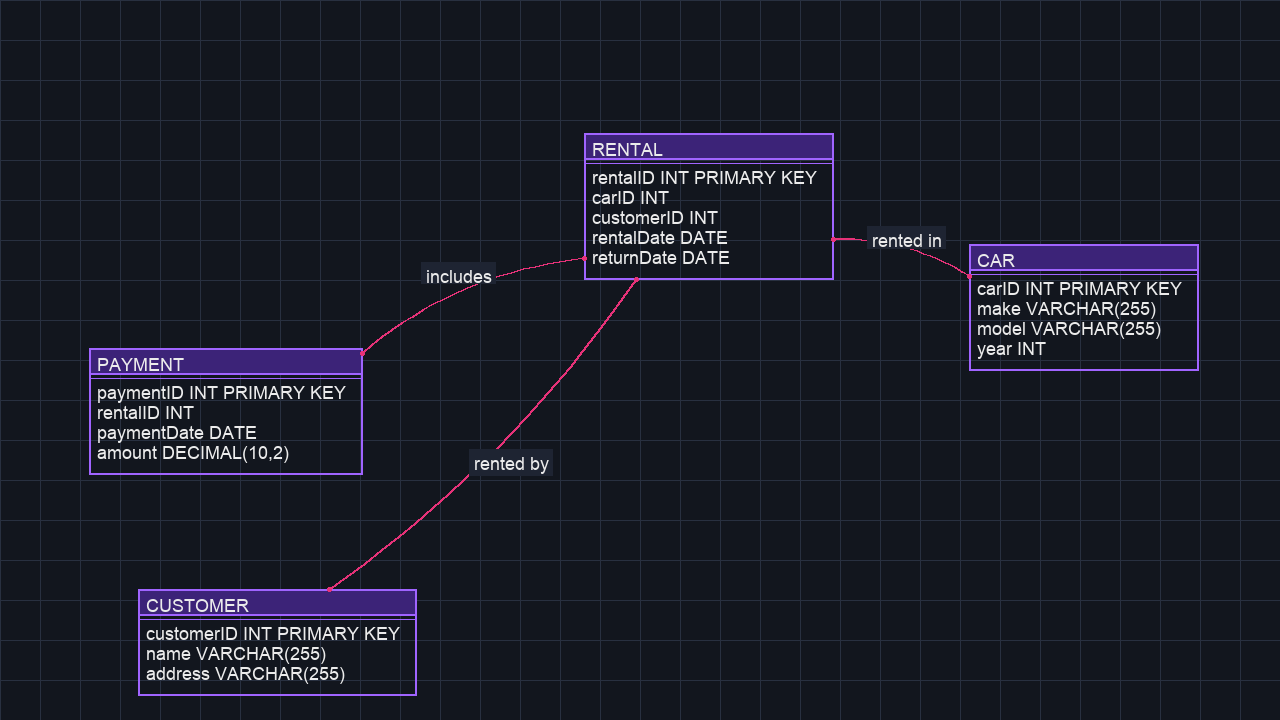 RENTAL
rentalID INT PRIMARY KEY
carID INT
customerID INT
rentalDate DATE
returnDate DATE
rented in
CAR
carID INT PRIMARY KEY
make VARCHAR(255)
model VARCHAR(255)
year INT
includes
PAYMENT
paymentID INT PRIMARY KEY
rentalID INT
paymentDate DATE
amount DECIMAL(10,2)
rented by
CUSTOMER
customerID INT PRIMARY KEY
name VARCHAR(255)
address VARCHAR(255)